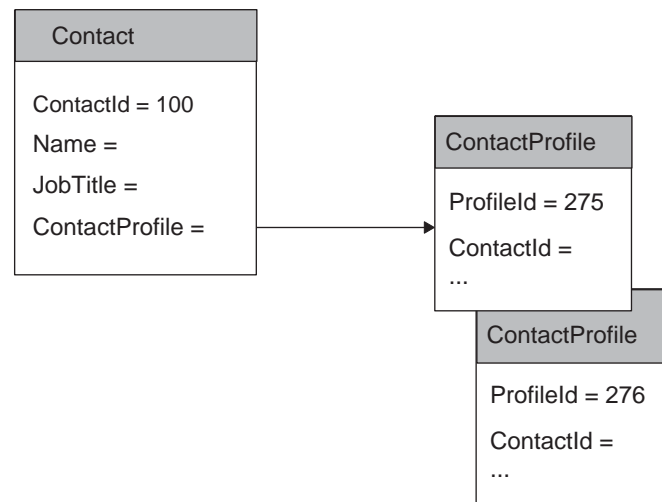 Contact
ContactId = 100
Name =
JobTitle =
ContactProfile =
ContactProfile
ProfileId = 275
ContactId =
...
ContactProfile
ProfileId = 276
ContactId =
...